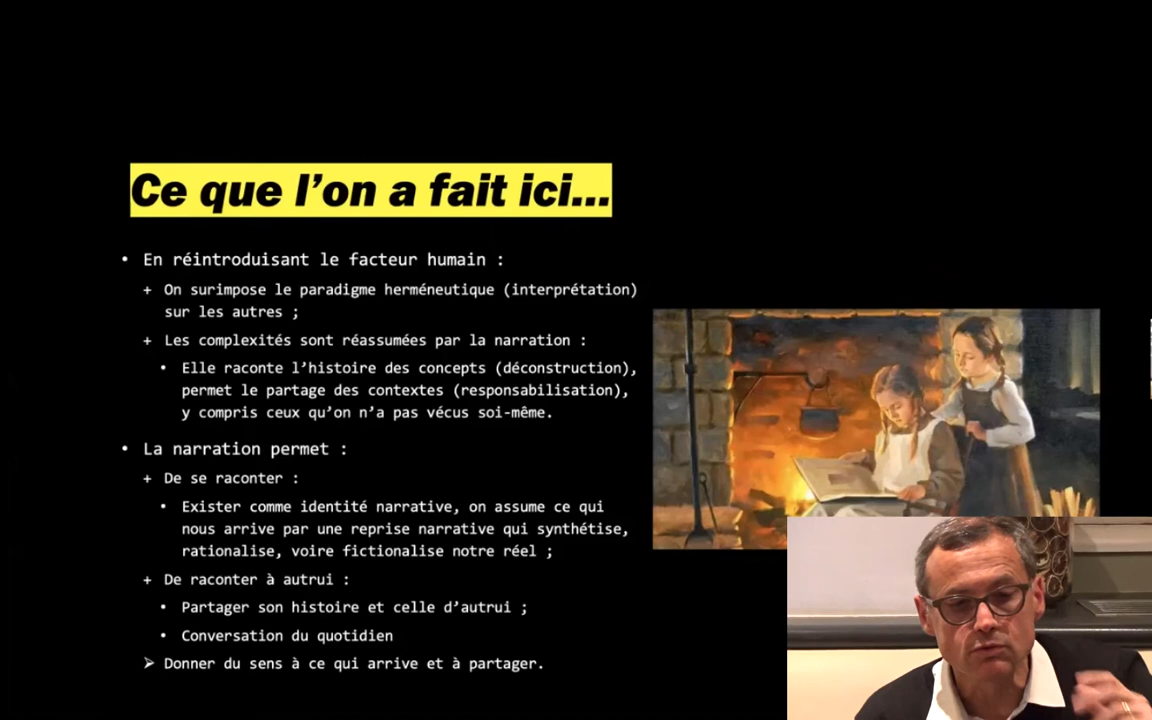 Ce que l'on a fait ici...
• En réintroduisant le facteur humain :
+ On surimpose le paradigme herméneutique (interprétation)
sur les autres ;
+ Les complexités sont réassumées par la narration :
• Elle raconte l'histoire des concepts (déconstruction),
permet le partage des contextes (responsabilisation),
y compris ceux qu'on n'a pas vécus soi-même.
• La narration permet :
+ De se raconter :
• Exister comme identité narrative, on assume ce qui
nous arrive par une reprise narrative qui synthétise,
rationalise, voire fictionalise notre réel ;
+ De raconter à autrui :
• Partager son histoire et celle d'autrui ;
• Conversation du quotidien
➢ Donner du sens à ce qui arrive et à partager.